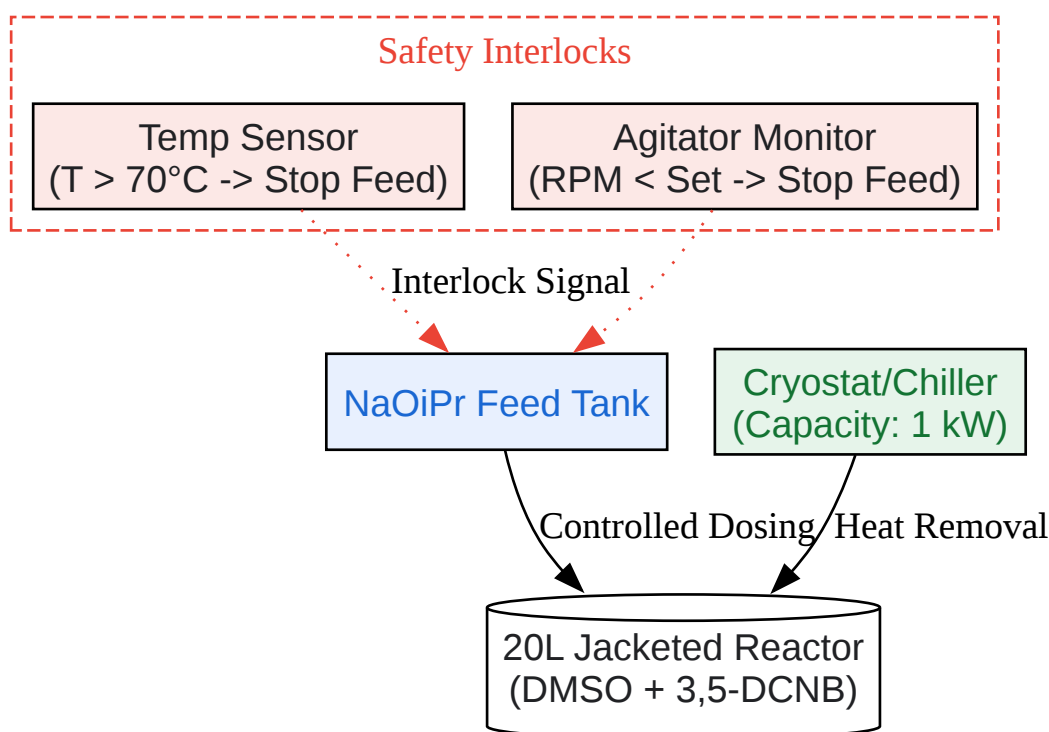 Safety Interlocks
Temp Sensor
(T > 70°C -> Stop Feed)
Agitator Monitor
(RPM < Set -> Stop Feed)
Interlock Signal
NaOiPr Feed Tank
Cryostat/Chiller
(Capacity: 1 kW)
Controlled Dosing
Heat Removal
20L Jacketed Reactor
(DMSO + 3,5-DCNB)